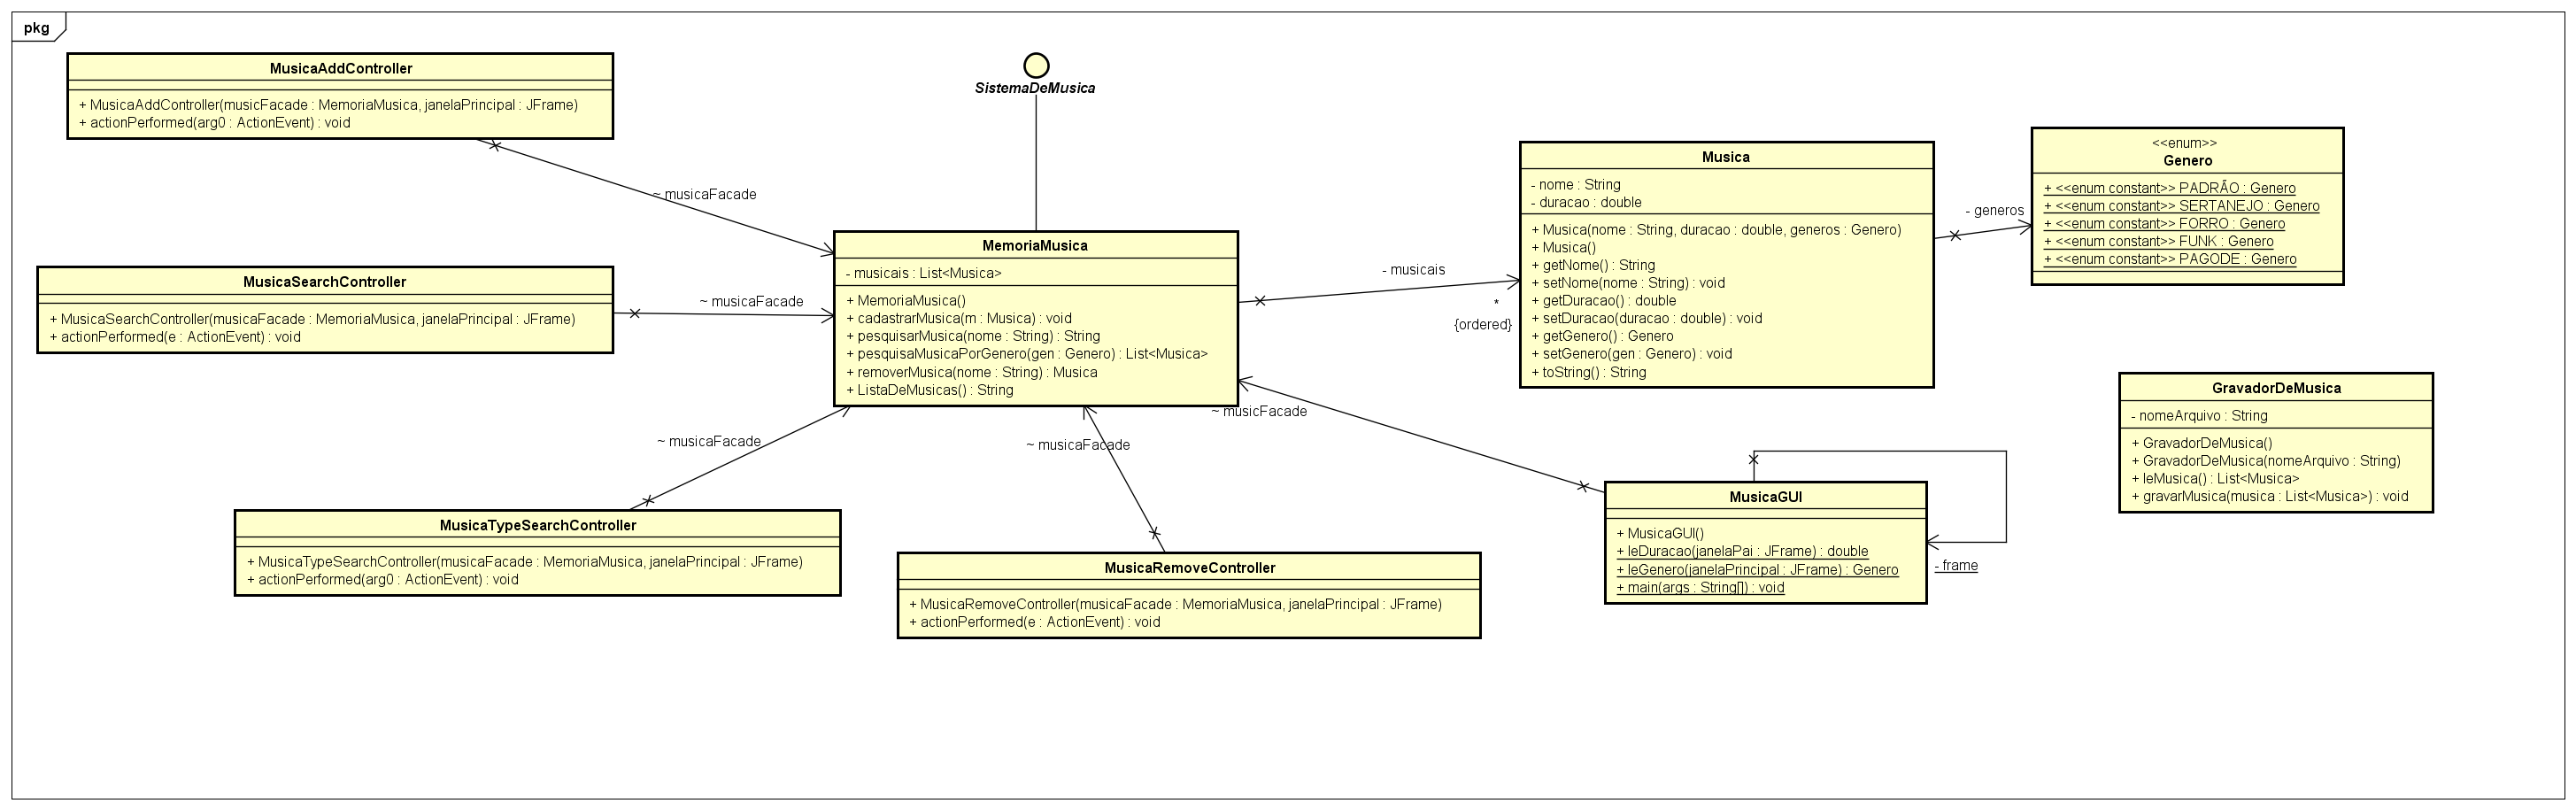 pkg
MusicaAddController
+ MusicaAddController(musicFacade : MemoriaMusica, janelaPrincipal : JFrame)
+ actionPerformed(arg0 : ActionEvent) : void
SistemaDeMusica
~ musicaFacade
MusicaSearchController
+ MusicaSearchController(musicaFacade : MemoriaMusica, janelaPrincipal : JFrame)
+ actionPerformed(e : ActionEvent) : void
~ musicaFacade
MemoriaMusica
- musicais : List<Musica>
+ MemoriaMusica()
+ cadastrarMusica(m : Musica) : void
+ pesquisarMusica(nome : String) : String
+ pesquisaMusicaPorGenero(gen : Genero) : List<Musica>
+ removerMusica(nome : String) : Musica
+ ListaDeMusicas() : String
- musicais
*
{ordered}
Musica
- nome : String
- duracao : double
+ Musica(nome : String, duracao : double, generos : Genero)
+ Musica()
+ getNome() : String
+ setNome(nome : String) : void
+ getDuracao() : double
+ setDuracao(duracao : double) : void
+ getGenero() : Genero
+ setGenero(gen : Genero) : void
+ toString() : String
- generos
<<enum>>
Genero
+ <<enum constant>> PADRÃO : Genero
+ <<enum constant>> SERTANEJO : Genero
+ <<enum constant>> FORRO : Genero
+ <<enum constant>> FUNK : Genero
+ <<enum constant>> PAGODE : Genero
GravadorDeMusica
- nomeArquivo : String
+ GravadorDeMusica()
+ GravadorDeMusica(nomeArquivo : String)
+ leMusica() : List<Musica>
+ gravarMusica(musica : List<Musica>) : void
~ musicaFacade
~ musicaFacade
~ musicFacade
MusicaTypeSearchController
+ MusicaTypeSearchController(musicaFacade : MemoriaMusica, janelaPrincipal : JFrame)
+ actionPerformed(arg0 : ActionEvent) : void
MusicaRemoveController
+ MusicaRemoveController(musicaFacade : MemoriaMusica, janelaPrincipal : JFrame)
+ actionPerformed(e : ActionEvent) : void
MusicaGUI
+ MusicaGUI()
+ leDuracao(janelaPai : JFrame) : double
+ leGenero(janelaPrincipal : JFrame) : Genero
+ main(args : String[]) : void
- frame